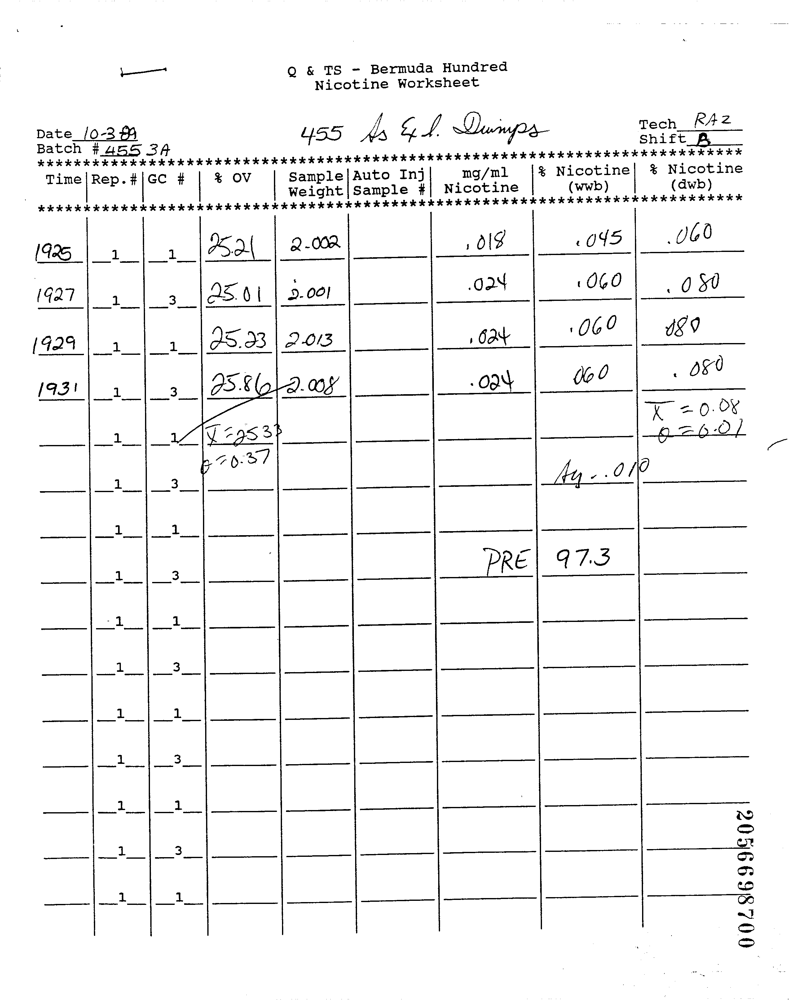 Q & TS - Bermuda Hundred
Nicotine Worksheet
Date 10-3-89 455 As Exl. Dumps Tech RAZ
Batch # 455 3A Shift B
************************************************************
Time Rep.# GC # % OV Sample Weight Auto Inj Sample # mg/ml Nicotine % Nicotine (wwb) % Nicotine (dwb)
************************************************************
1925 1 1 25.21 2.002 .018 .045 .060
1927 1 3 25.01 2.001 .024 .060 .080
1929 1 1 25.23 2.013 .024 .060 080
1931 1 3 25.86 2.008 .024 060 .080
1 1 X̄=25.33 X̄ = 0.08
σ=0.37 σ=0.01
1 3 .010
1 1
1 3 PRE 97.3
1 1
1 3
1 1
1 3
1 1
1 3
1 1
2056698700